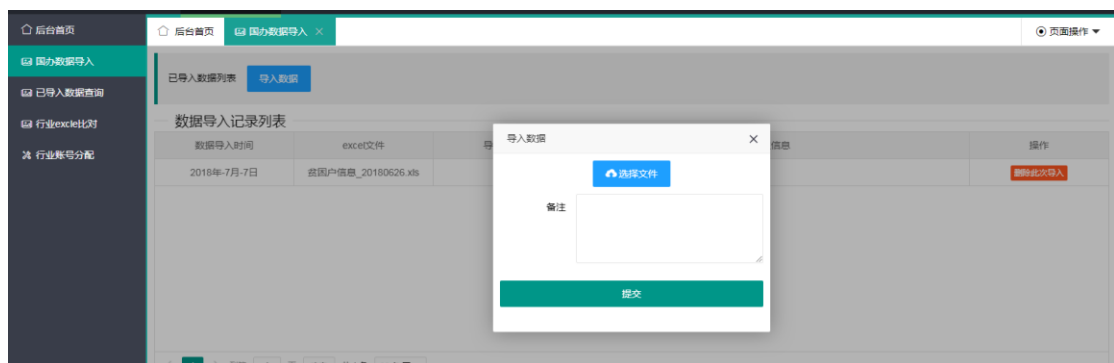 后台首页
国办数据导入
已导入数据查询
行业excle比对
行业账号分配
后台首页
国办数据导入
页面操作
已导入数据列表
导入数据
数据导入记录列表
数据导入时间
excel文件
导
信息
操作
2018年-7月-7日
贫困户信息_20180626.xls
删除此次导入
导入数据
选择文件
备注
提交